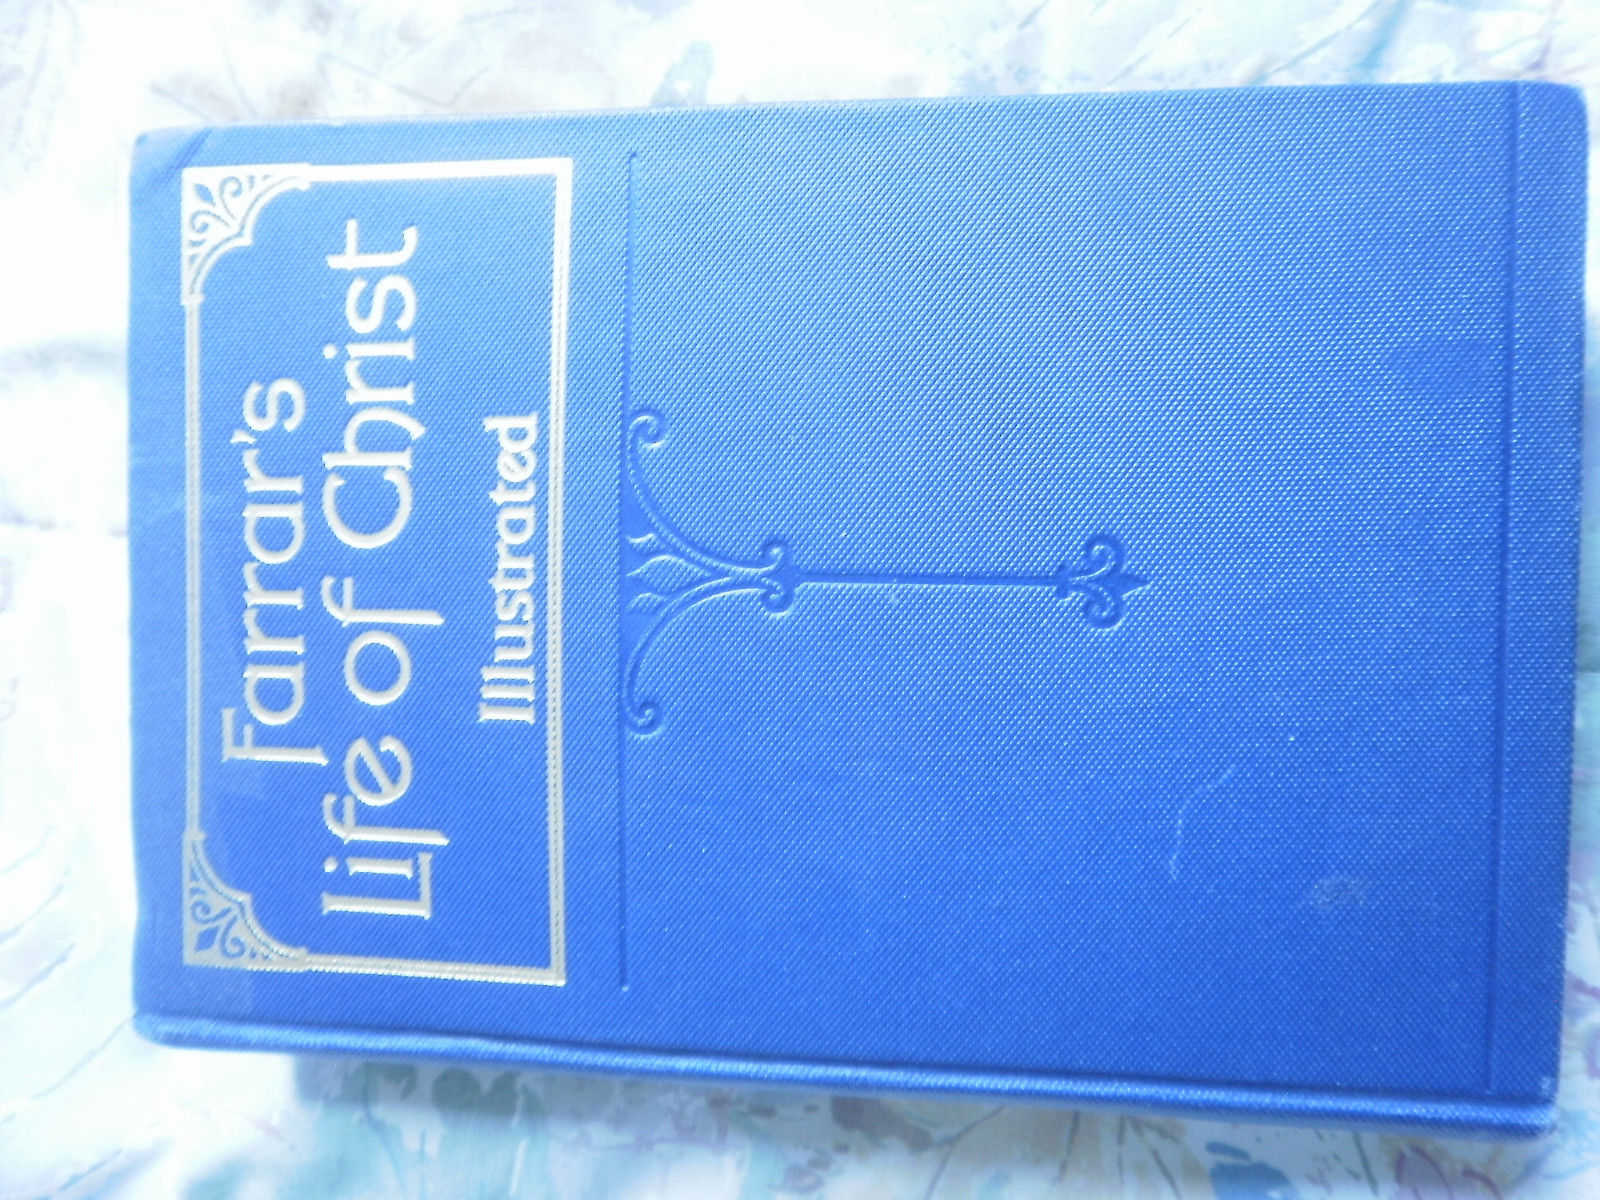 Farrar's
Life of Christ
Illustrated